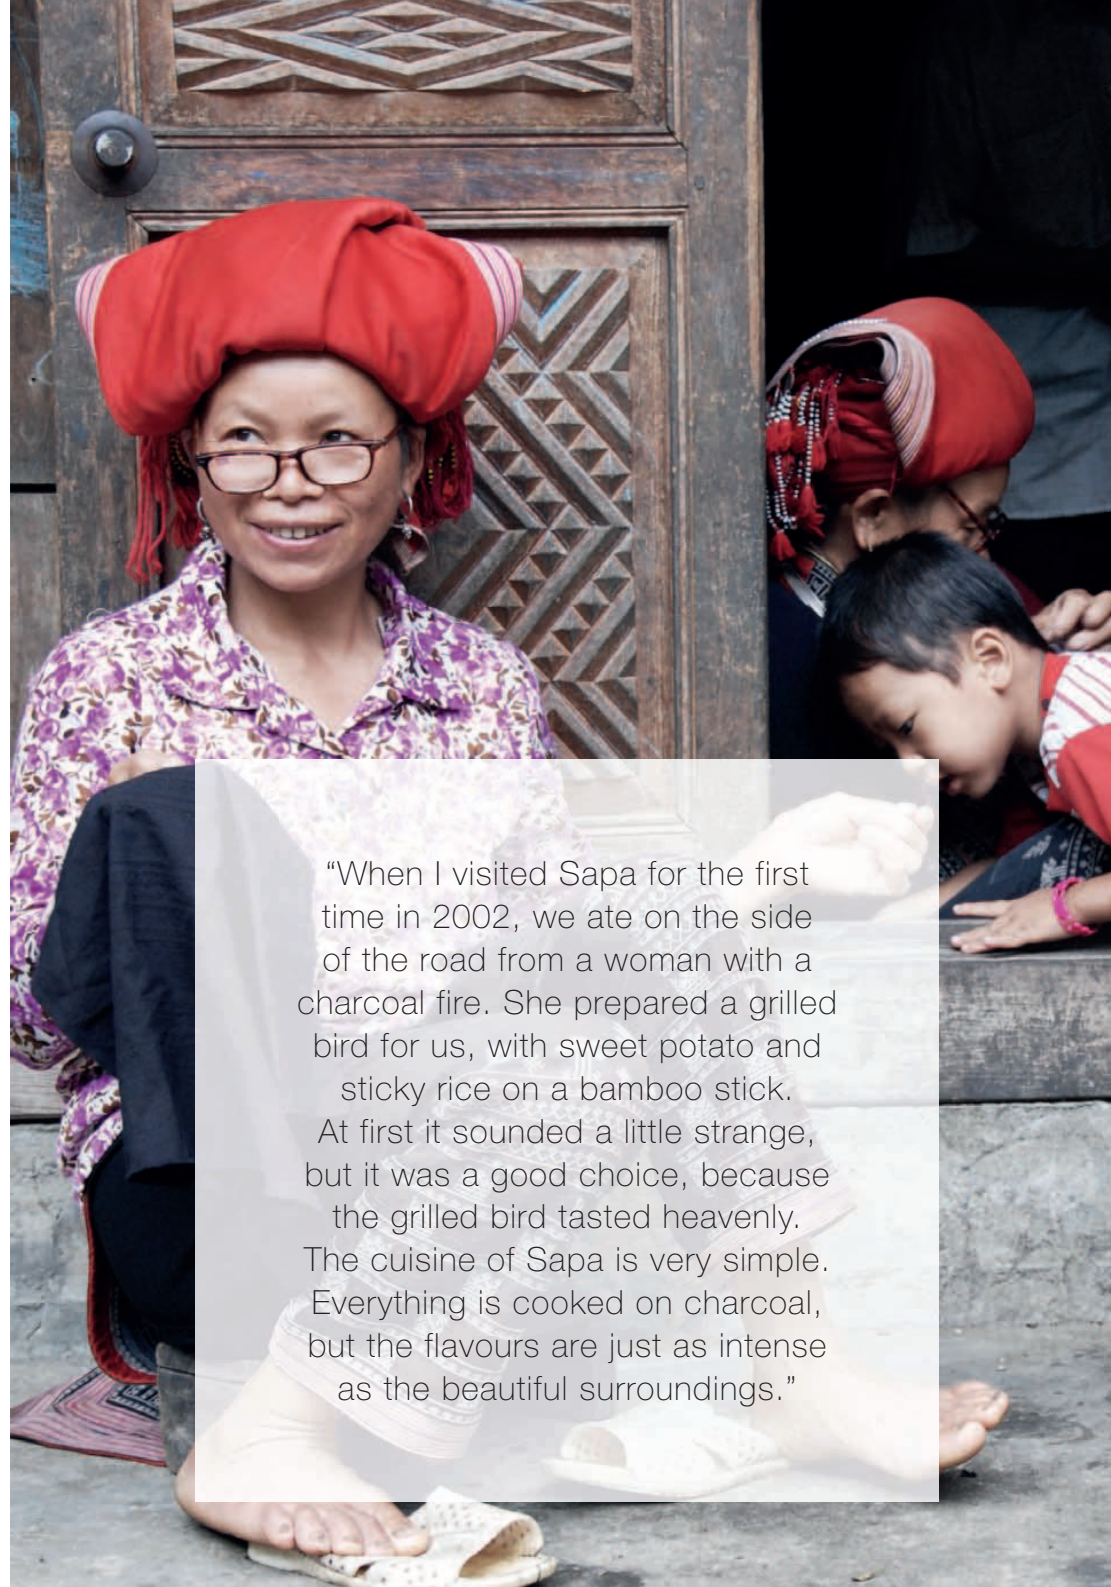 “When I visited Sapa for the first
time in 2002, we ate on the side
of the road from a woman with a
charcoal fire. She prepared a grilled
bird for us, with sweet potato and
sticky rice on a bamboo stick.
At first it sounded a little strange,
but it was a good choice, because
the grilled bird tasted heavenly.
The cuisine of Sapa is very simple.
Everything is cooked on charcoal,
but the flavours are just as intense
as the beautiful surroundings.”